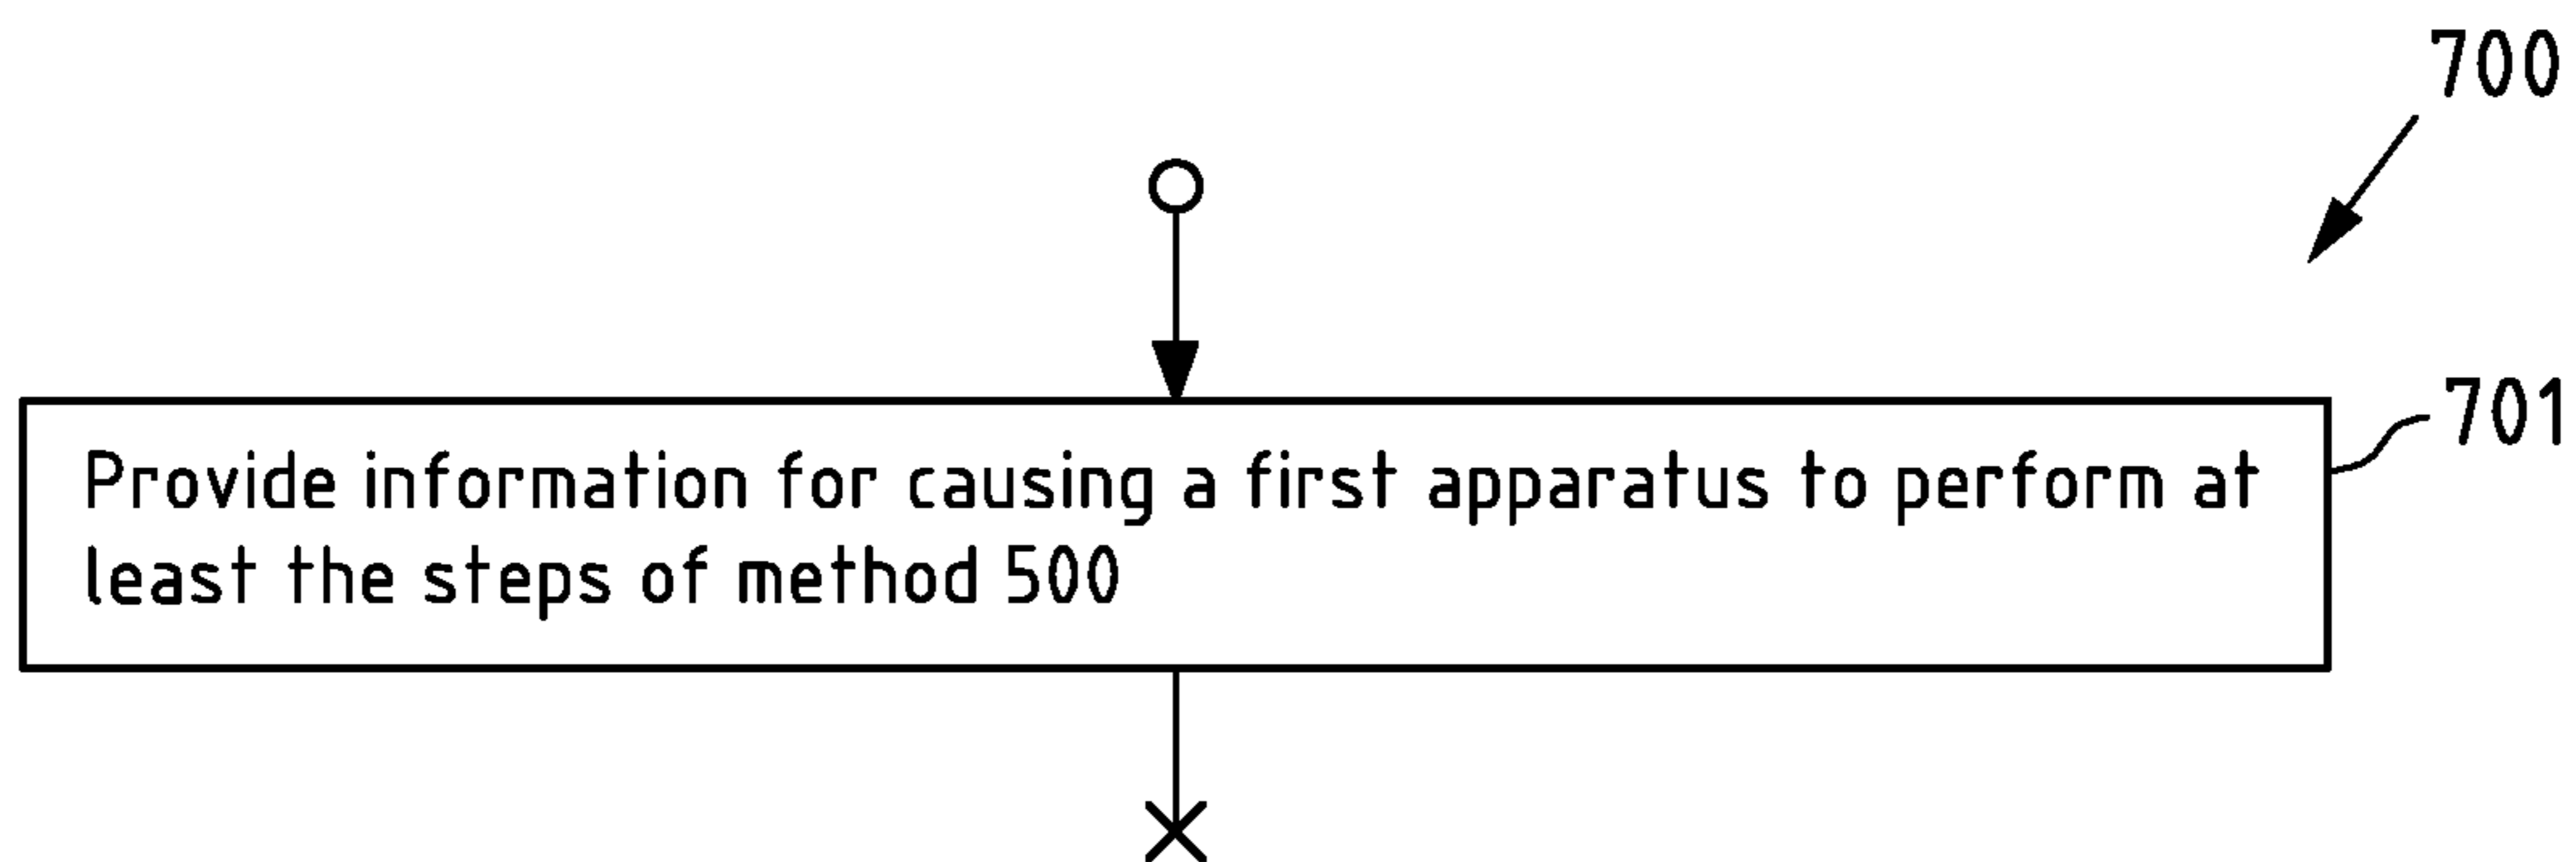 700
701
Provide information for causing a first apparatus to perform at
least the steps of method 500